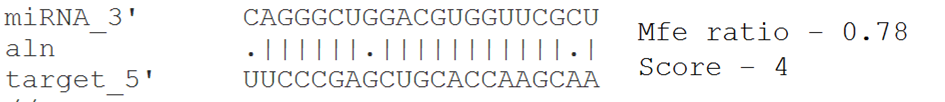 miRNA_3' CAGGGCUGGACGUGGUUCGCU
aln .||||||.|||||||||||.|
target_5' UUCCCGAGCUGCACCAAGCAA
Mfe ratio – 0.78
Score – 4